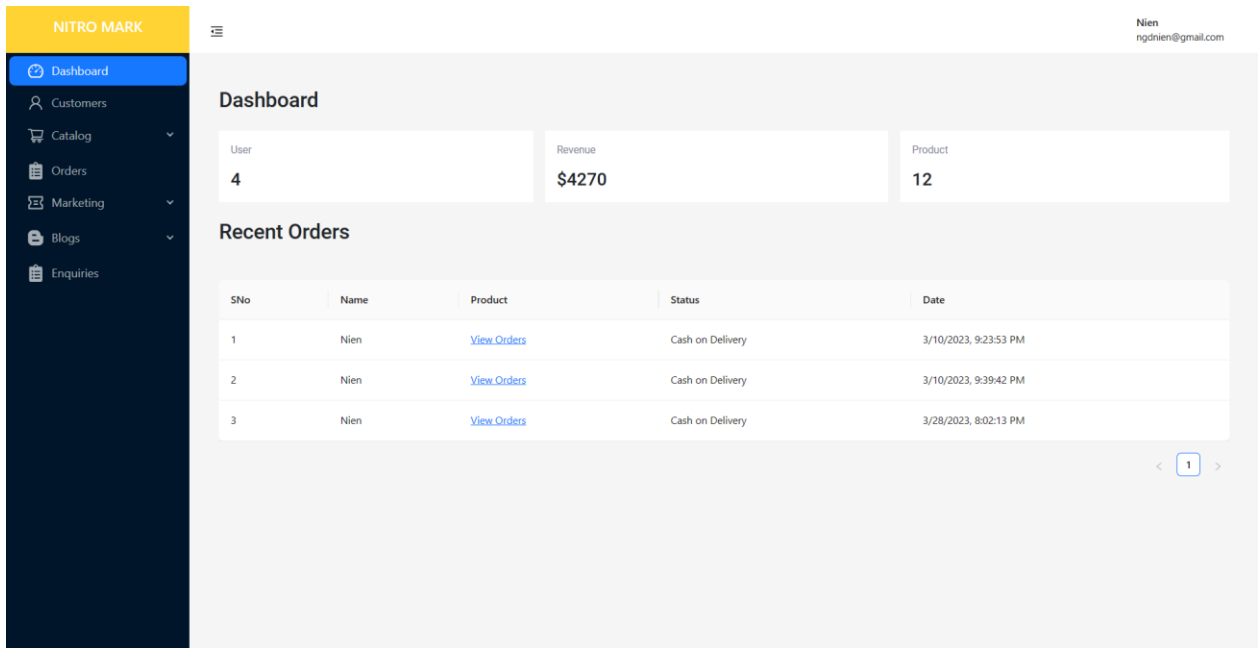 NITRO MARK
Nien
ngdnien@gmail.com
Dashboard
Customers
Catalog
Orders
Marketing
Blogs
Enquiries
Dashboard
User Revenue Product
4 $4270 12
Recent Orders
SNo Name Product Status Date
1 Nien View Orders Cash on Delivery 3/10/2023, 9:23:53 PM
2 Nien View Orders Cash on Delivery 3/10/2023, 9:39:42 PM
3 Nien View Orders Cash on Delivery 3/28/2023, 8:02:13 PM
< 1 >